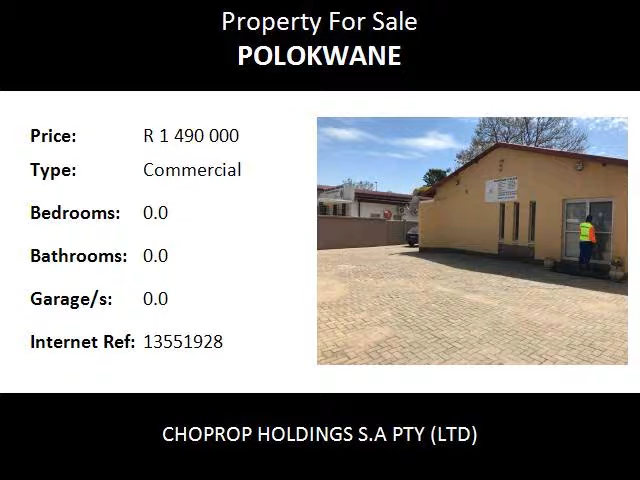 Property For Sale
POLOKWANE
Price: R 1 490 000
Type: Commercial
Bedrooms: 0.0
Bathrooms: 0.0
Garage/s: 0.0
Internet Ref: 13551928
CHOPROP HOLDINGS S.A PTY (LTD)